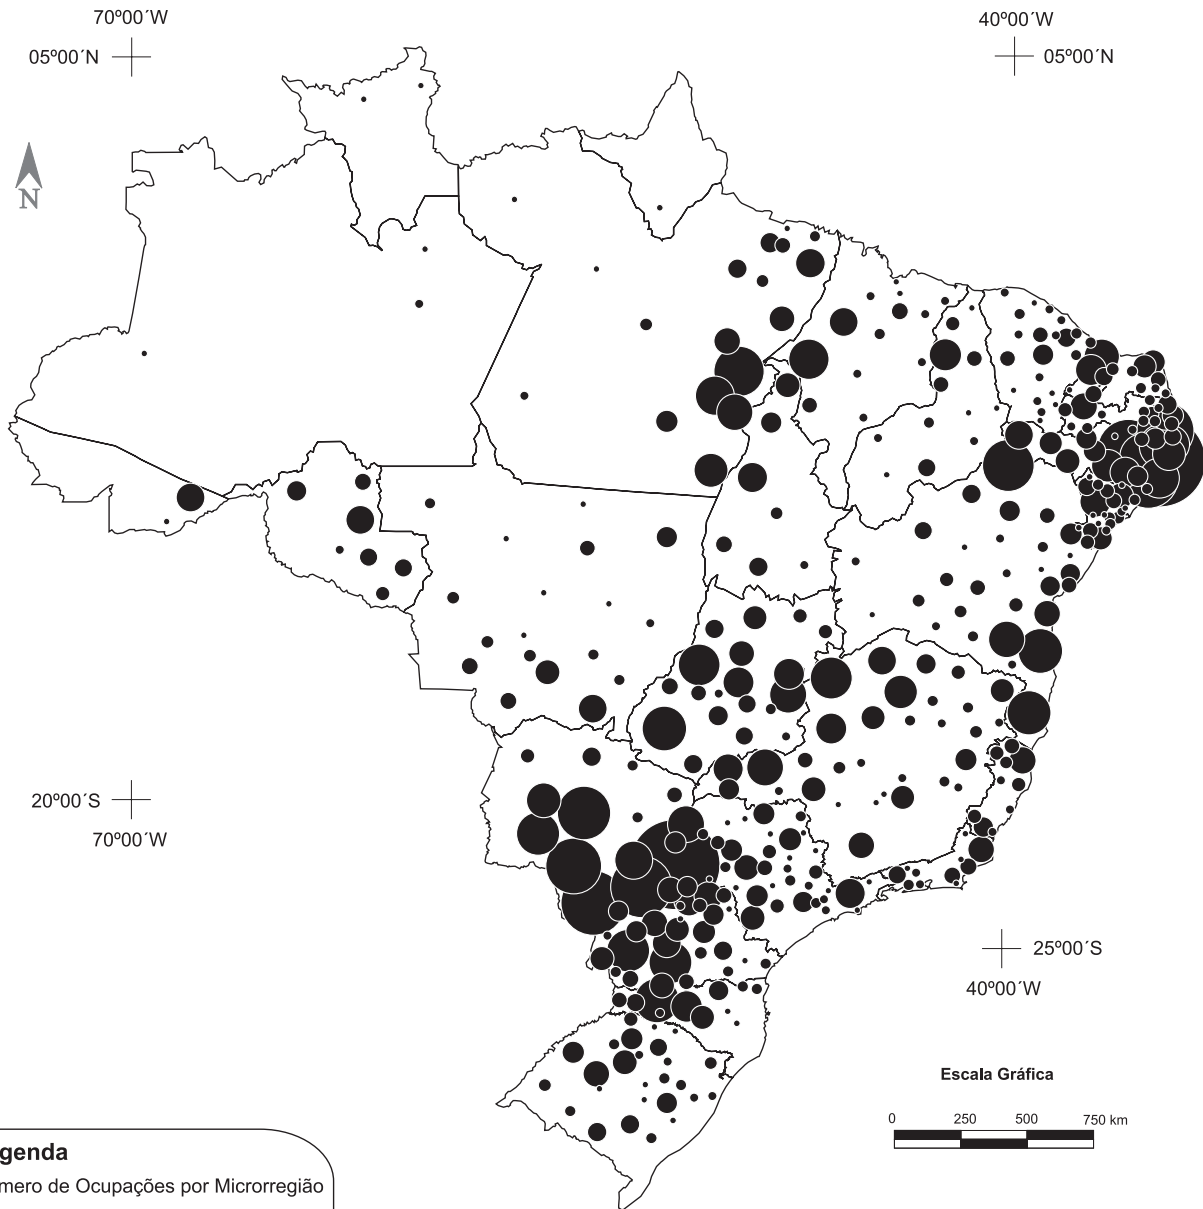 70º00´W
40º00´W
05º00´N
05º00´N
N
20º00´S
70º00´W
25º00´S
40º00´W
Escala Gráfica
0 250 500 750 km
genda
mero de Ocupações por Microrregião